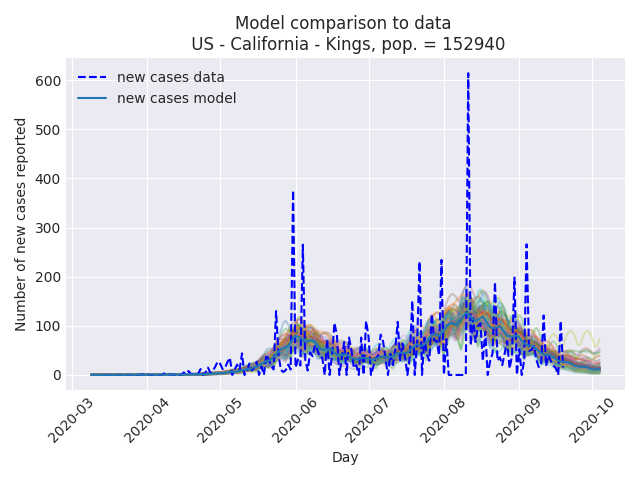 Model comparison to data
US - California - Kings, pop. = 152940
new cases data
new cases model
Number of new cases reported
600
500
400
300
200
100
0
2020-03
2020-04
2020-05
2020-06
2020-07
2020-08
2020-09
2020-10
Day